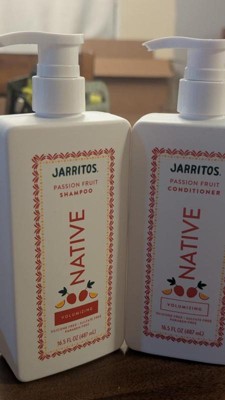 JARRITOS.
PASSION FRUIT
SHAMPOO
NATIVE
VOLUMIZING
16.5 FL OZ (487 mL)
JARRITOS.
PASSION FRUIT
CONDITIONER
NATIVE
VOLUMIZING
16.5 FL OZ (487 mL)